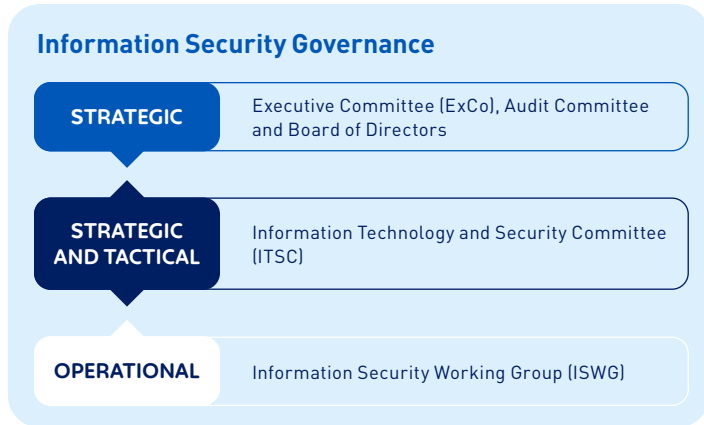 Information Security Governance
STRATEGIC
Executive Committee (ExCo), Audit Committee
and Board of Directors
STRATEGIC
AND TACTICAL
Information Technology and Security Committee
(ITSC)
OPERATIONAL
Information Security Working Group (ISWG)